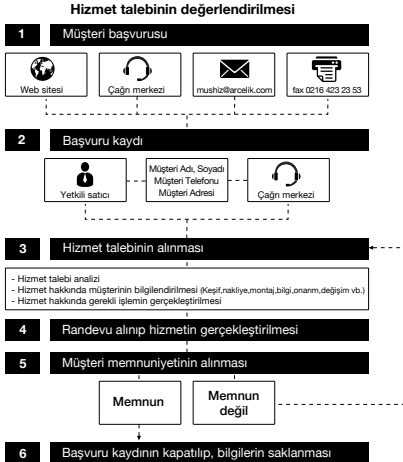 Hizmet talebinin değerlendirilmesi
1 Müşteri başvurusu
Web sitesi
Çağrı merkezi
mushiz@arcelik.com
fax 0216 423 23 53
2 Başvuru kaydı
Yetkili satıcı
Müşteri Adı, Soyadı
Müşteri Telefonu
Müşteri Adresi
Çağrı merkezi
3 Hizmet talebinin alınması
- Hizmet talebi analizi
- Hizmet hakkında müşterinin bilgilendirilmesi (Keşif,nakliye,montaj,bilgi,onarım,değişim vb.)
- Hizmet hakkında gerekli işlemin gerçekleştirilmesi
4 Randevu alınıp hizmetin gerçekleştirilmesi
5 Müşteri memnuniyetinin alınması
Memnun
Memnun
değil
6 Başvuru kaydının kapatılıp, bilgilerin saklanması